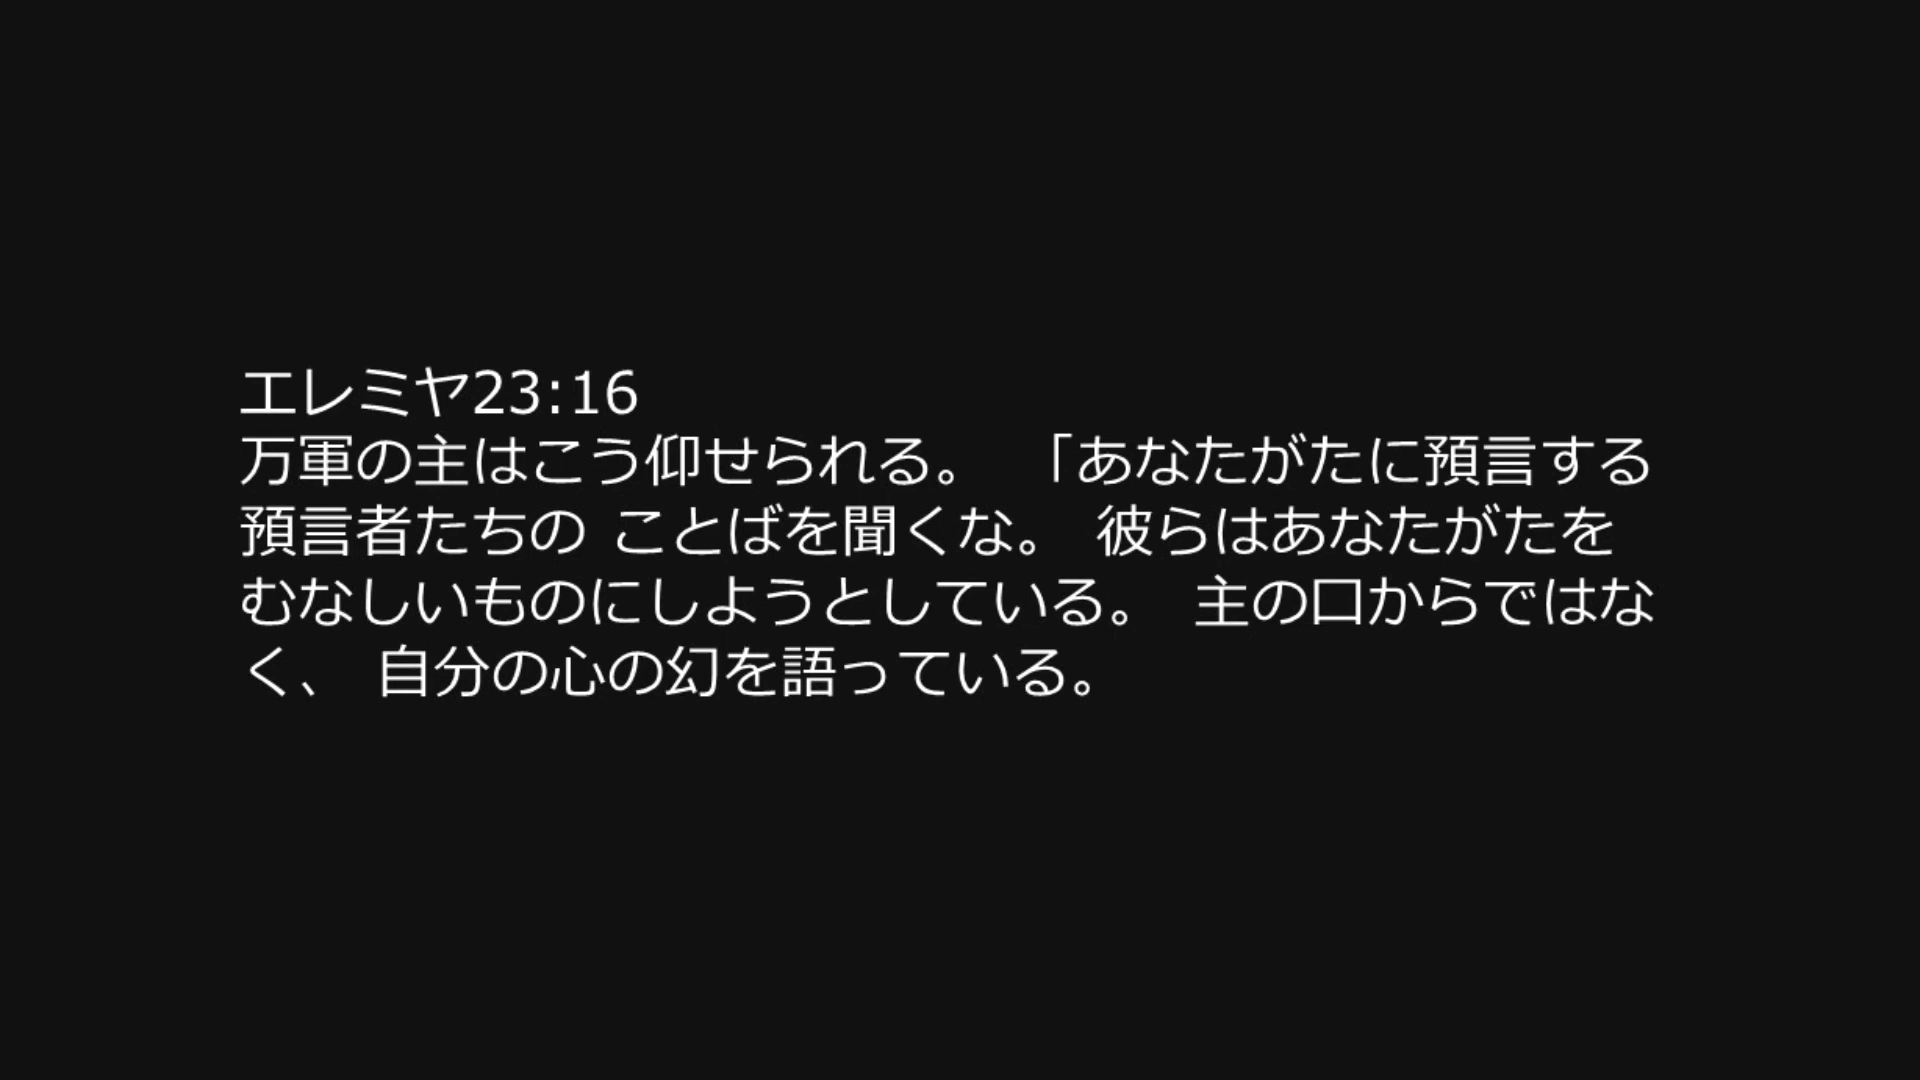 エレミヤ23:16
万軍の主はこう仰せられる。 「あなたがたに預言する
預言者たちの ことばを聞くな。 彼らはあなたがたを
むなしいものにしようとしている。 主の口からではな
く、 自分の心の幻を語っている。